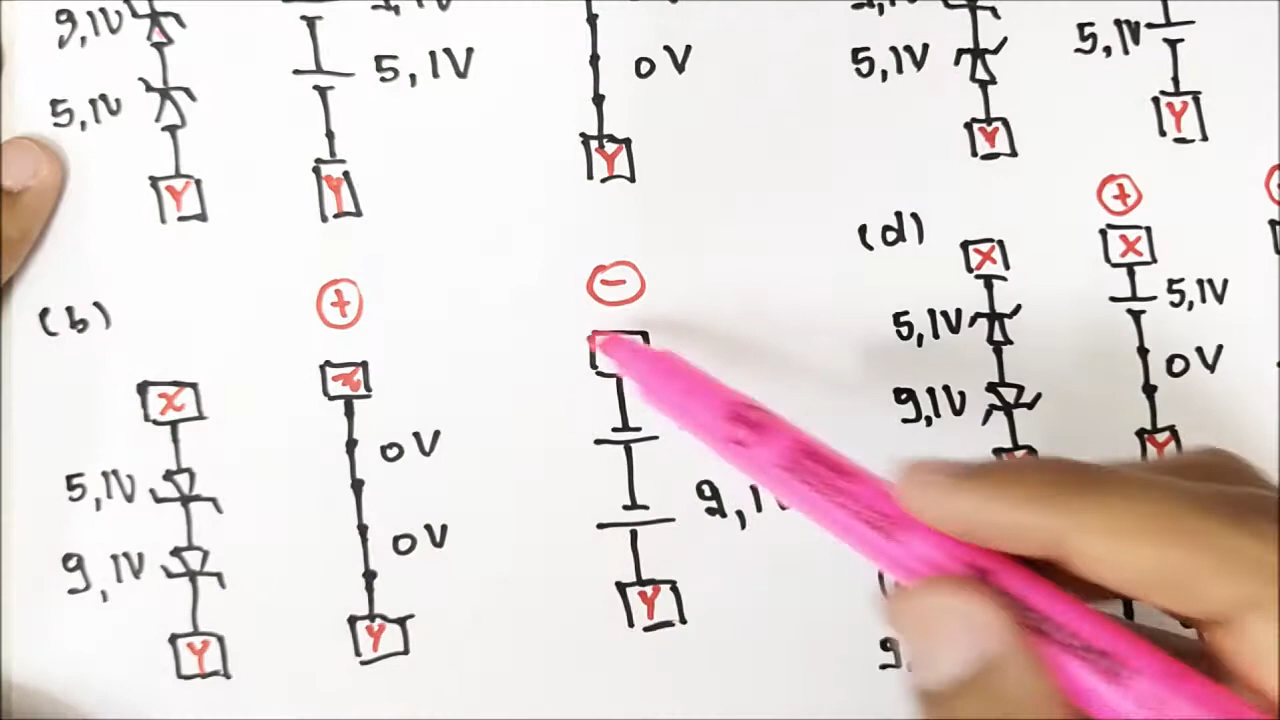 9,1V
5,1V
Y
5,1V
Y
0V
Y
5,1V
Y
5,1V
Y
(b)
+
-
X
5,1V
9,1V
Y
x
0V
0V
Y
Y
(d)
X
5,1V
9,1V
+
X
5,1V
0V
Y